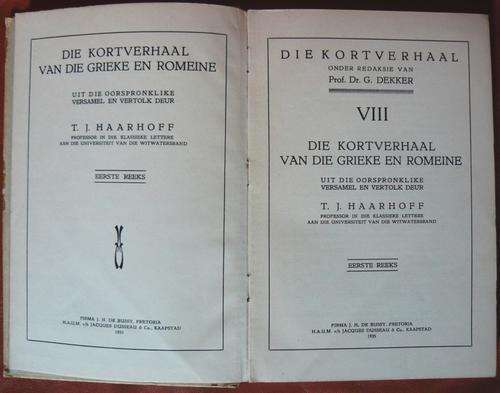 DIE KORTVERHAAL
VAN DIE GRIEKE EN ROMEINE
UIT DIE OORSPRONKLIKE
VERSAMEL EN VERTOLK DEUR
T. J. HAARHOFF
PROFESSOR IN DIE KLASSIEKE LETTERE
AAN DIE UNIVERSITEIT VAN DIE WITWATERSRAND
EERSTE REEKS
FIRMA J. H. DE BUSSY, PRETORIA
H.A.U.M. v/h JACQUES DUSSEAU & Co., KAAPSTAD
DIE KORTVERHAAL
ONDER REDAKSIE VAN
Prof. Dr. G. DEKKER
VIII
DIE KORTVERHAAL
VAN DIE GRIEKE EN ROMEINE
UIT DIE OORSPRONKLIKE
VERSAMEL EN VERTOLK DEUR
T. J. HAARHOFF
PROFESSOR IN DIE KLASSIEKE LETTERE
AAN DIE UNIVERSITEIT VAN DIE WITWATERSRAND
EERSTE REEKS
FIRMA J. H. DE BUSSY, PRETORIA
H.A.U.M. v/h JACQUES DUSSEAU & Co., KAAPSTAD